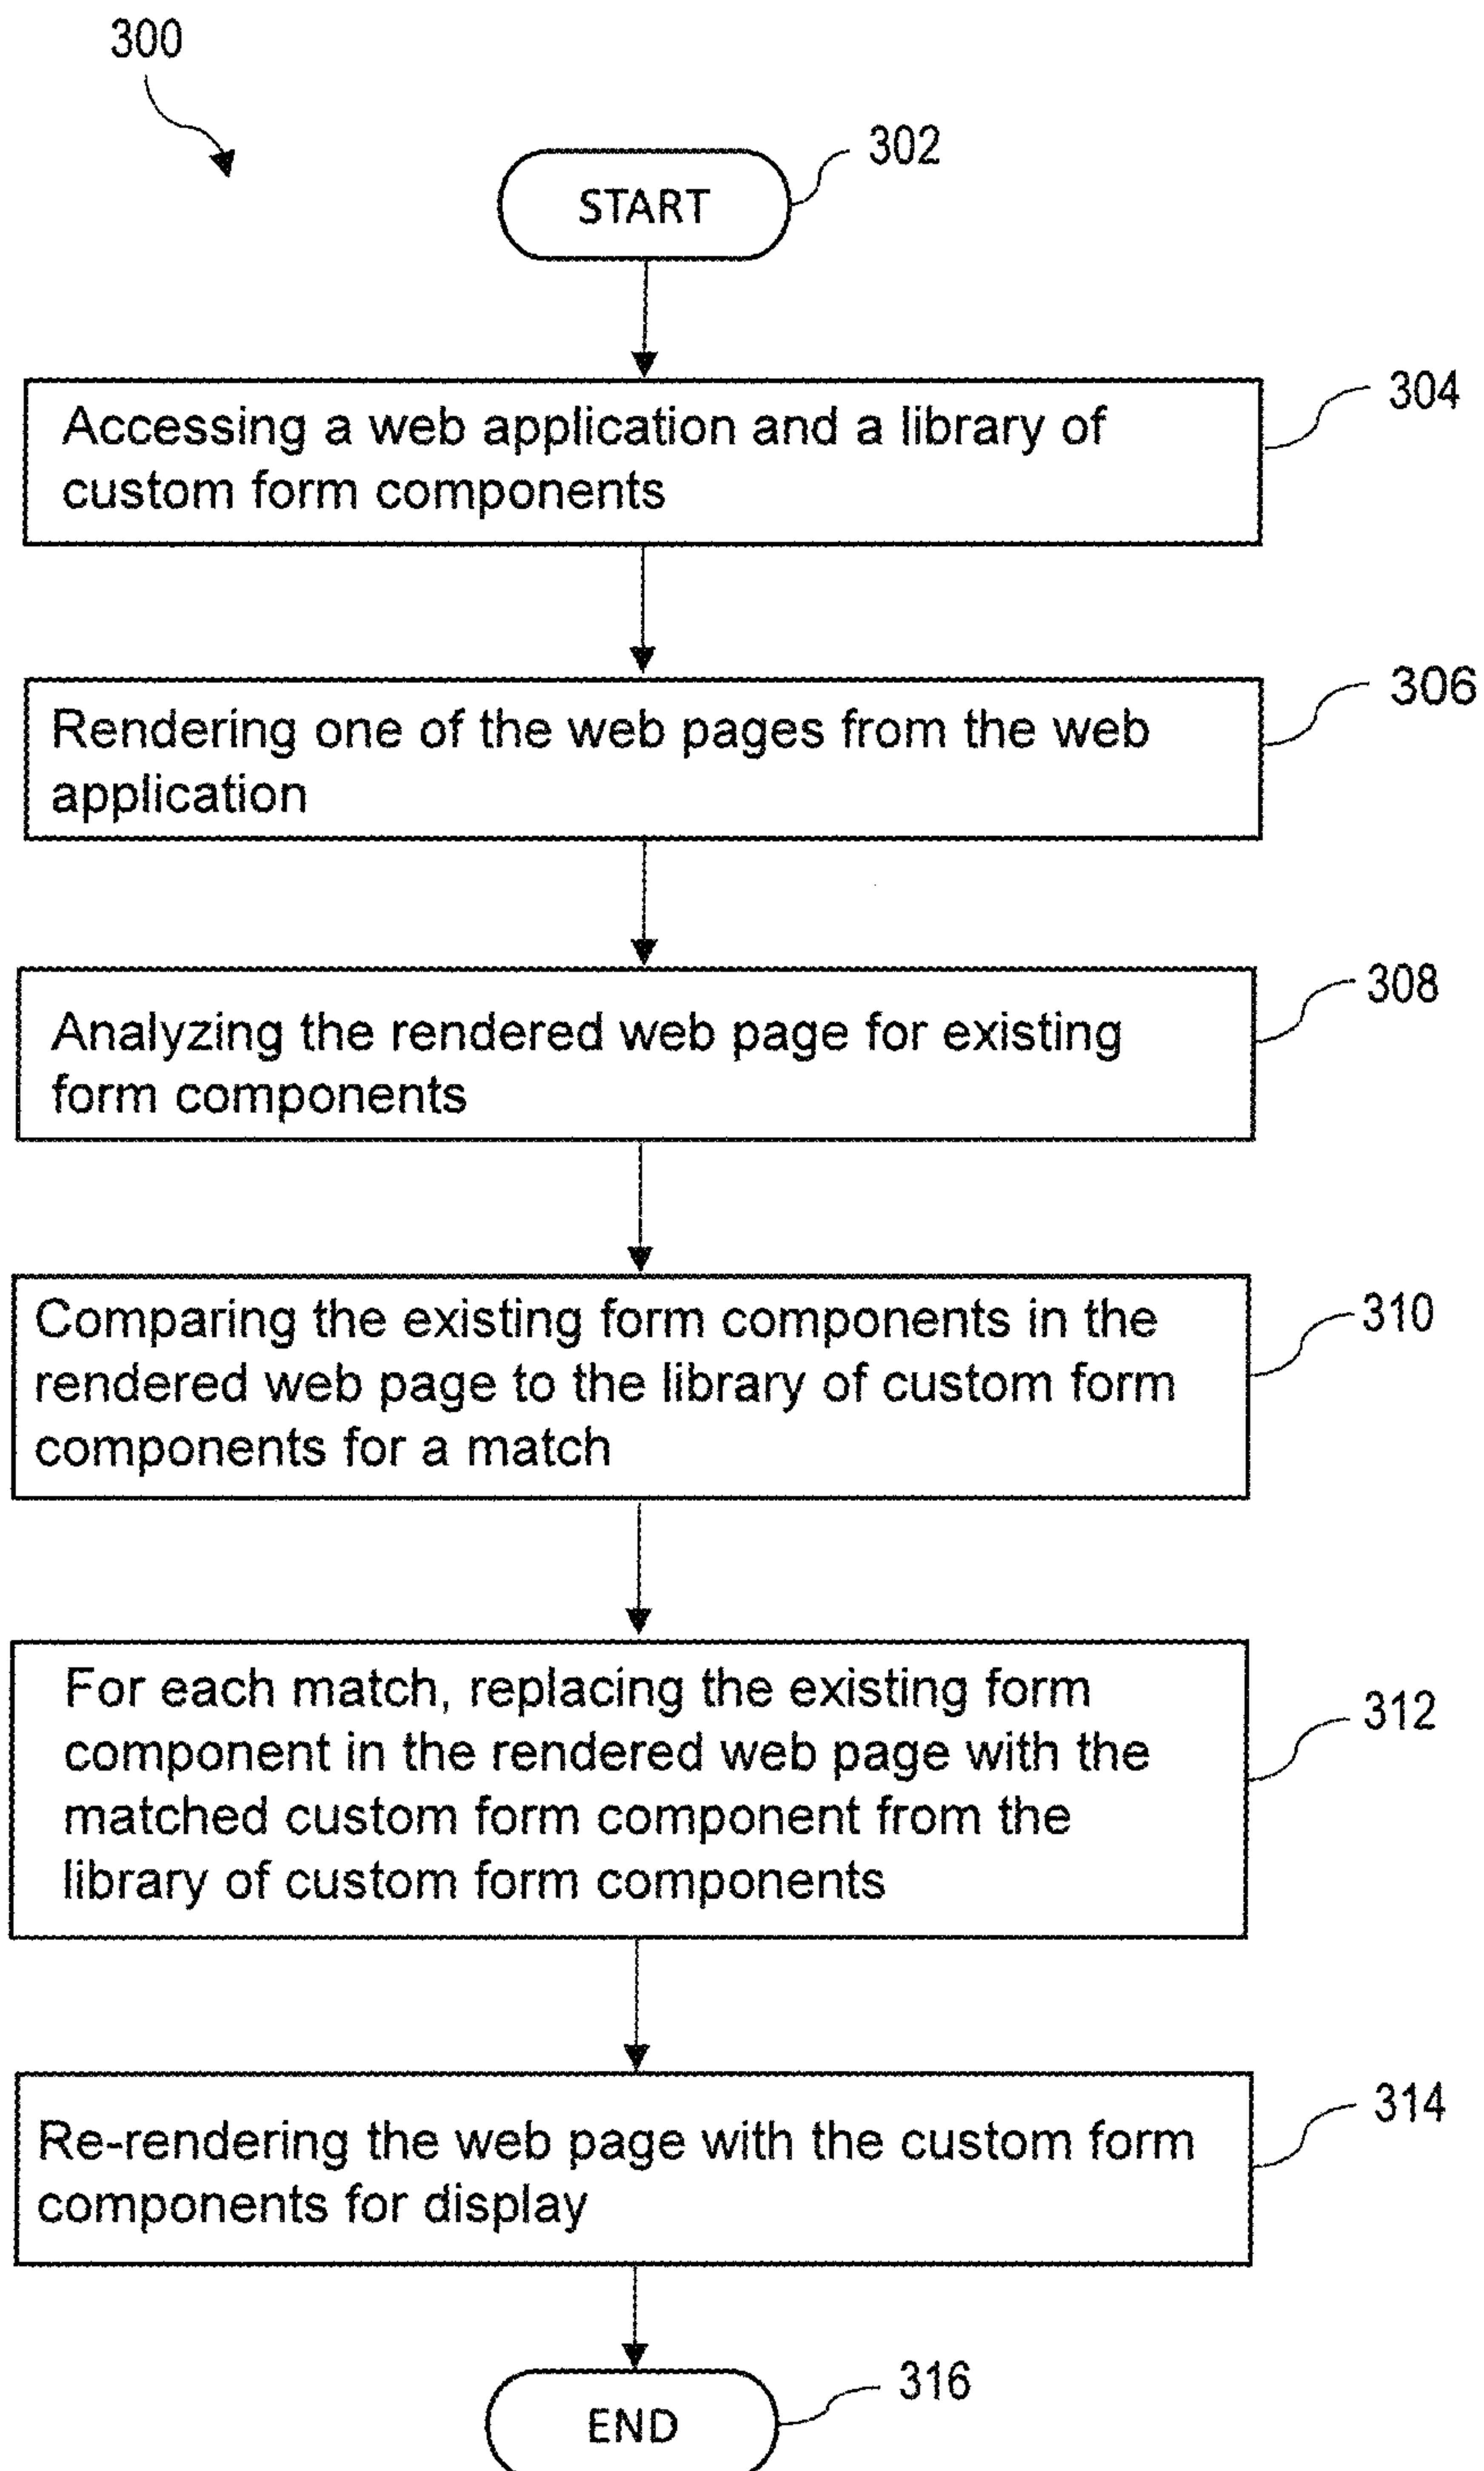 300
302
START
304
Accessing a web application and a library of
custom form components
306
Rendering one of the web pages from the web
application
308
Analyzing the rendered web page for existing
form components
310
Comparing the existing form components in the
rendered web page to the library of custom form
components for a match
312
For each match, replacing the existing form
component in the rendered web page with the
matched custom form component from the
library of custom form components
314
Re-rendering the web page with the custom form
components for display
316
END